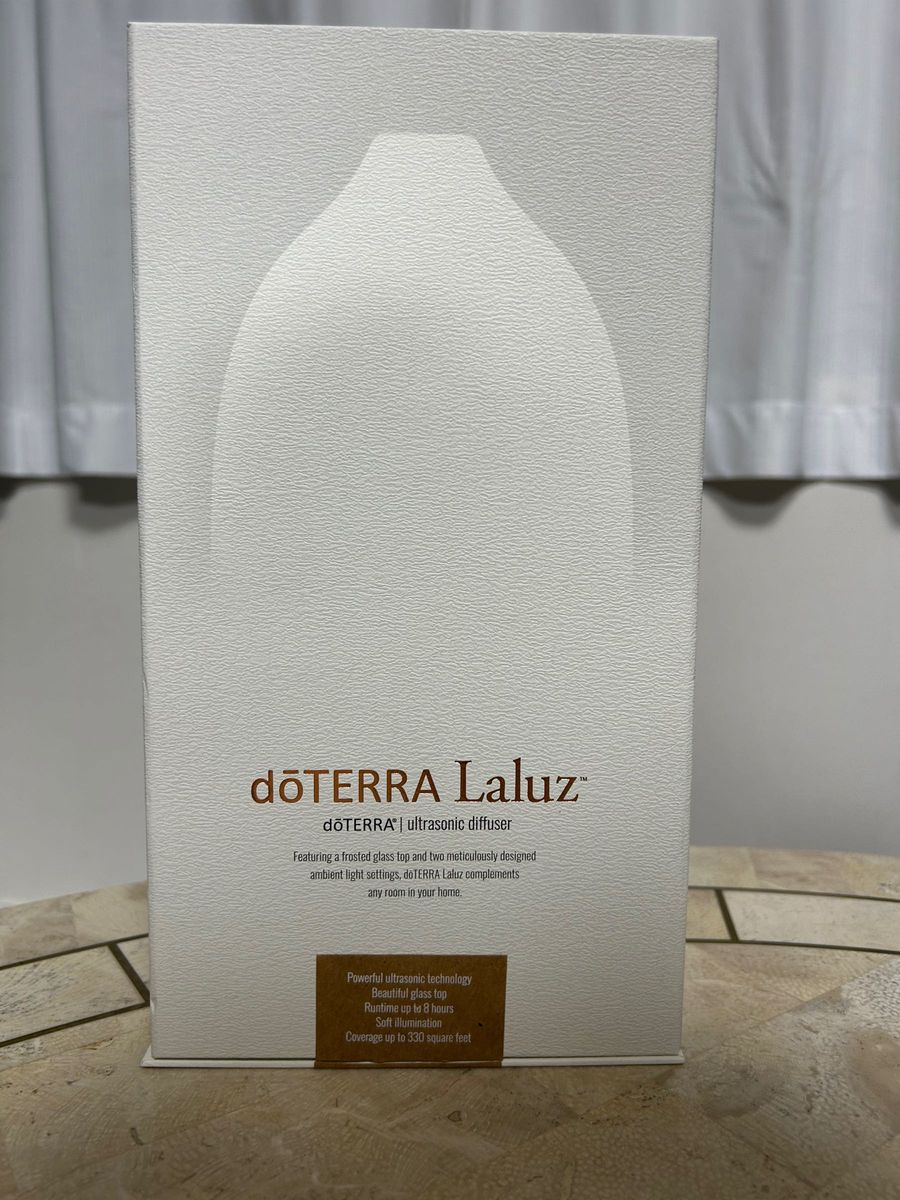 dōTERRA Laluz™
dōTERRA® | ultrasonic diffuser
Featuring a frosted glass top and two meticulously designed
ambient light settings, dōTERRA Laluz complements
any room in your home.
Powerful ultrasonic technology
Beautiful glass top
Runtime up to 8 hours
Soft illumination
Coverage up to 330 square feet